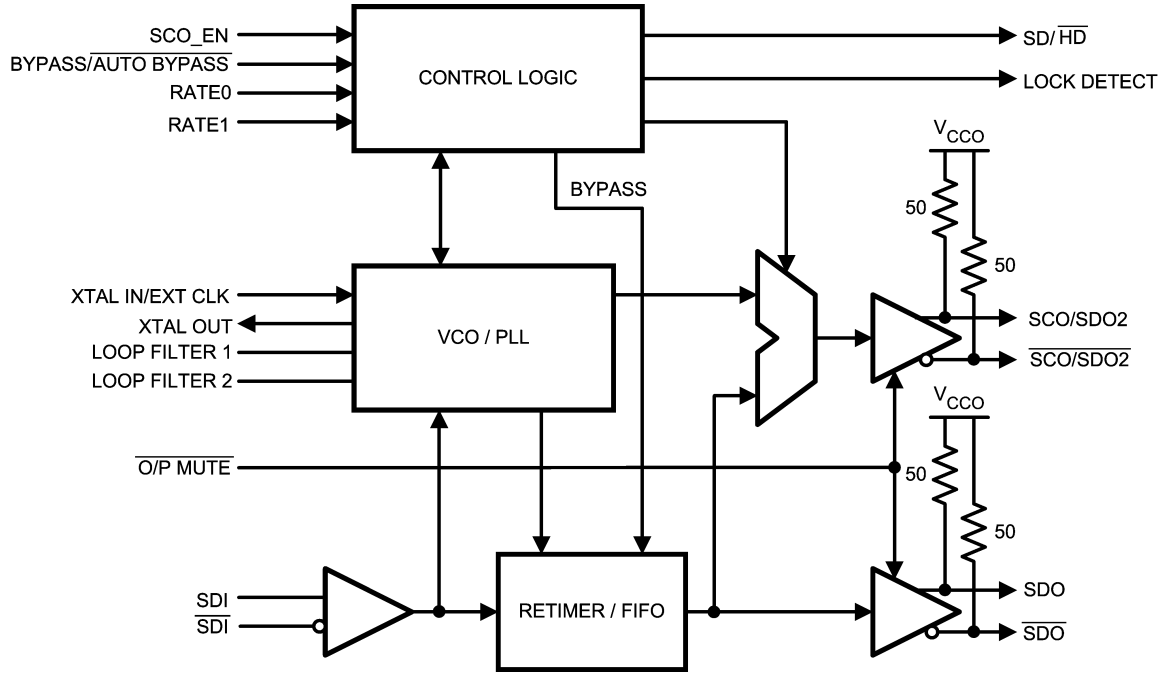 SCO_EN
BYPASS/AUTO BYPASS
RATE0
RATE1
CONTROL LOGIC
SD/HD
LOCK DETECT
BYPASS
VCCO
50
50
XTAL IN/EXT CLK
XTAL OUT
LOOP FILTER 1
LOOP FILTER 2
VCO / PLL
SCO/SDO2
SCO/SDO2
VCCO
O/P MUTE
50
50
SDI
SDI
RETIMER / FIFO
SDO
SDO